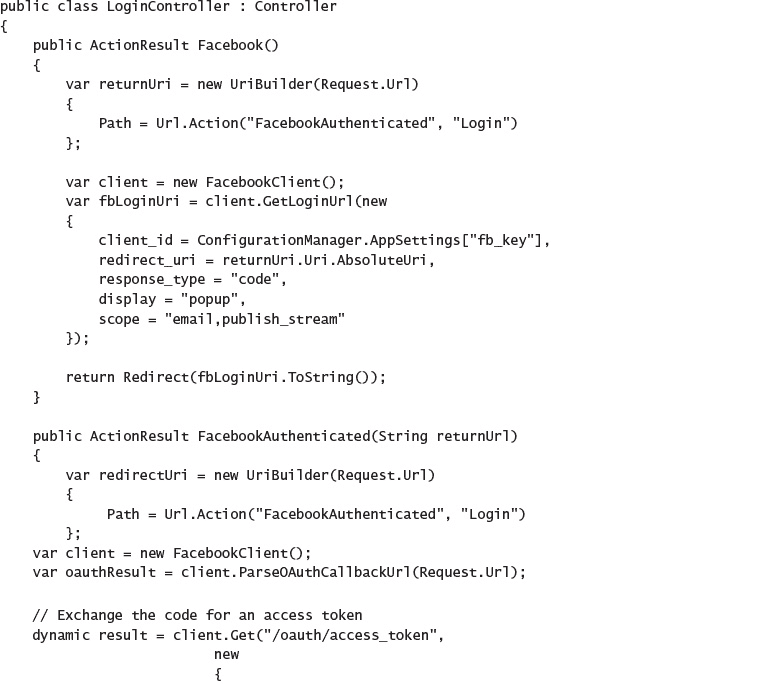 public class LoginController : Controller
{
    public ActionResult Facebook()
    {
        var returnUri = new UriBuilder(Request.Url)
        {
            Path = Url.Action("FacebookAuthenticated", "Login")
        };

        var client = new FacebookClient();
        var fbLoginUri = client.GetLoginUrl(new
        {
            client_id = ConfigurationManager.AppSettings["fb_key"],
            redirect_uri = returnUri.Uri.AbsoluteUri,
            response_type = "code",
            display = "popup",
            scope = "email,publish_stream"
        });

        return Redirect(fbLoginUri.ToString());
    }

    public ActionResult FacebookAuthenticated(String returnUrl)
    {
        var redirectUri = new UriBuilder(Request.Url)
        {
             Path = Url.Action("FacebookAuthenticated", "Login")
        };
    var client = new FacebookClient();
    var oauthResult = client.ParseOAuthCallbackUrl(Request.Url);

    // Exchange the code for an access token
    dynamic result = client.Get("/oauth/access_token",
                          new
                          {